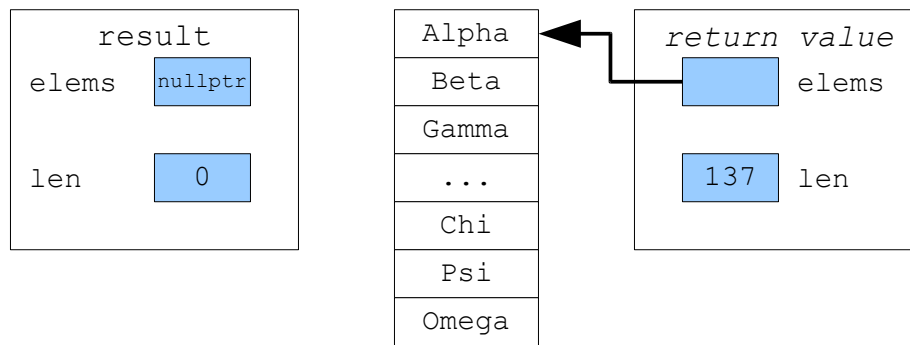 result
elems nullptr
len 0
Alpha
Beta
Gamma
...
Chi
Psi
Omega
return value
elems
137 len